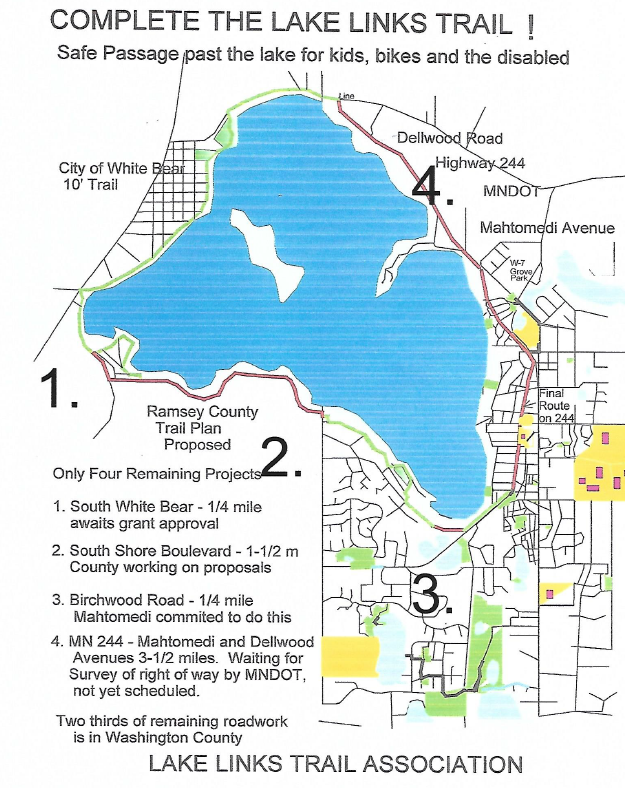 COMPLETE THE LAKE LINKS TRAIL !
Safe Passage past the lake for kids, bikes and the disabled
Line
Dellwood Road
Highway 244
4.
MNDOT
City of White Bear
10' Trail
Mahtomedi Avenue
W-7
Grove
Park
1.
Final
Route
on 244
Ramsey County
Trail Plan
Proposed
2.
Only Four Remaining Projects
1. South White Bear - 1/4 mile
awaits grant approval
2. South Shore Boulevard - 1-1/2 m
County working on proposals
3. Birchwood Road - 1/4 mile
Mahtomedi commited to do this
3.
4. MN 244 - Mahtomedi and Dellwood
Avenues 3-1/2 miles. Waiting for
Survey of right of way by MNDOT,
not yet scheduled.
Two thirds of remaining roadwork
is in Washington County
LAKE LINKS TRAIL ASSOCIATION